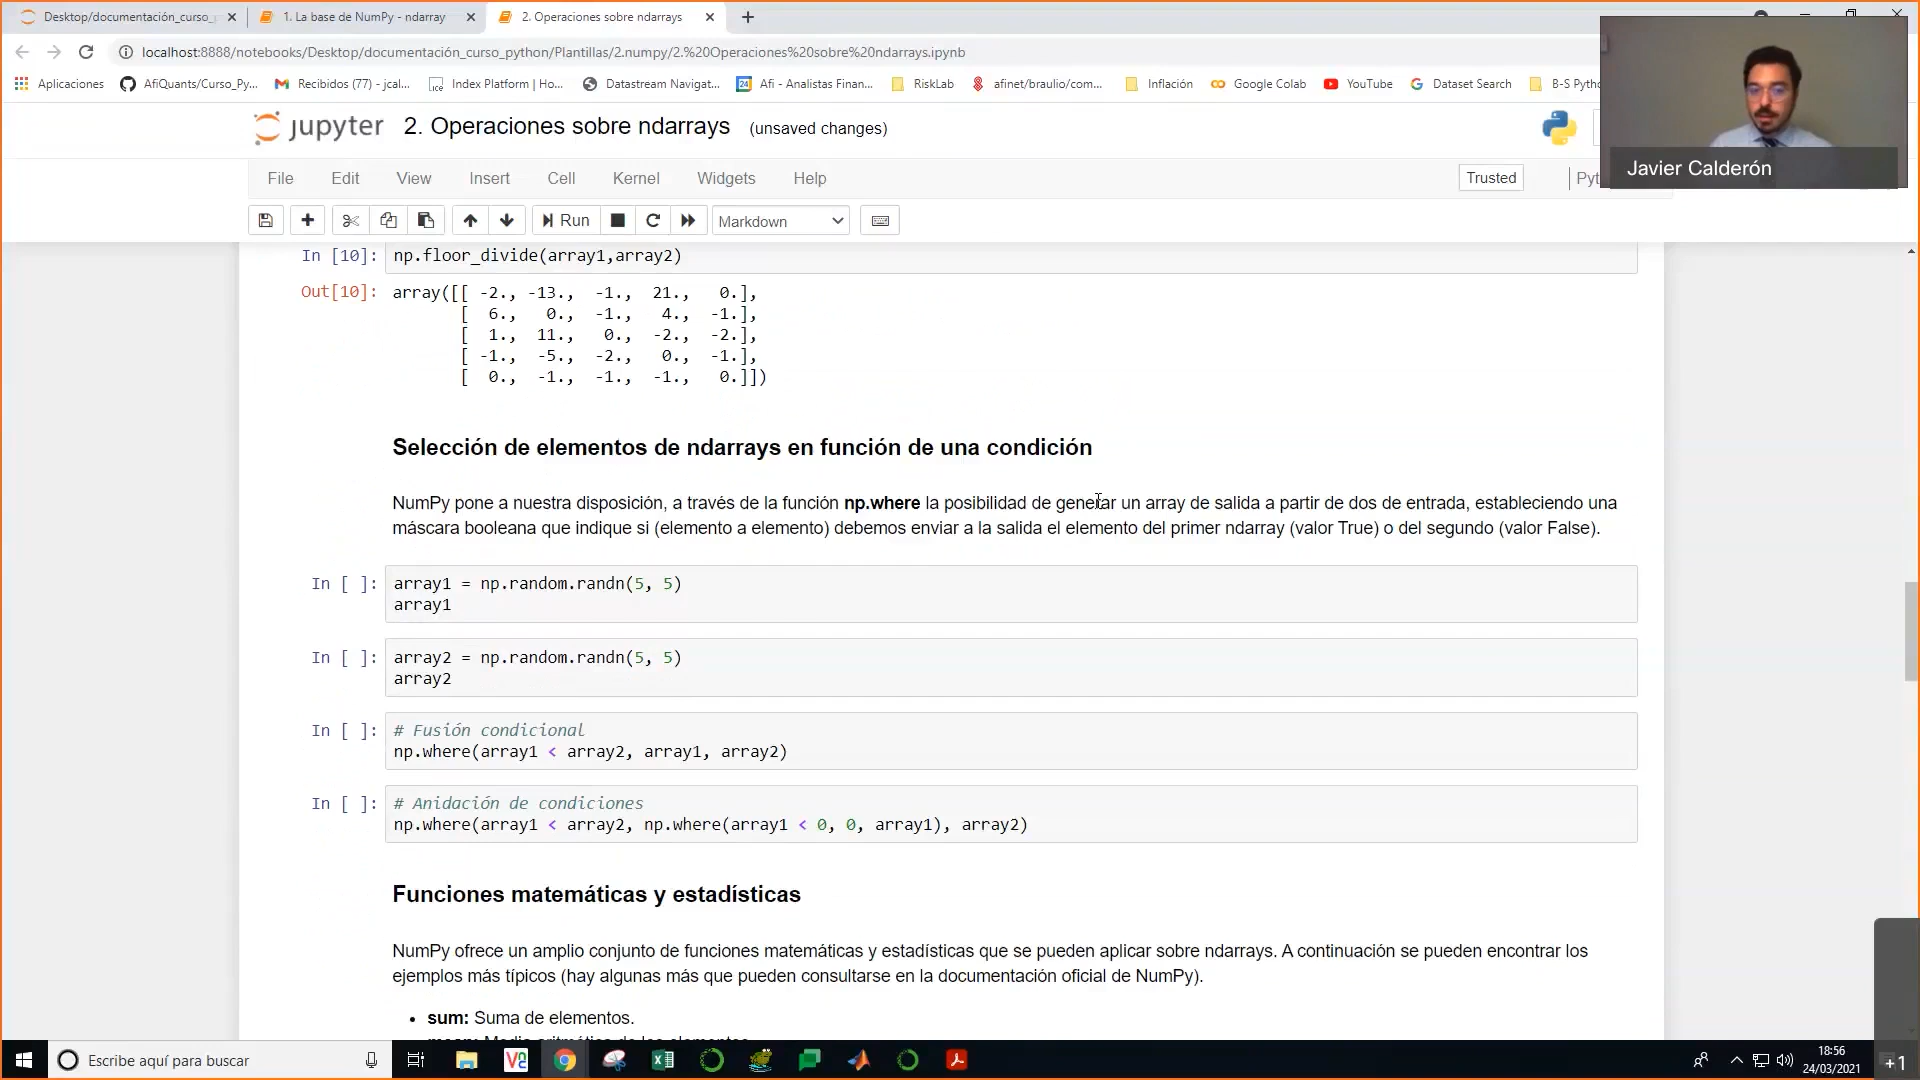 Desktop/documentación_curso_p
1. La base de NumPy - ndarray
2. Operaciones sobre ndarrays
localhost:8888/notebooks/Desktop/documentación_curso_python/Plantillas/2.numpy/2.%20Operaciones%20sobre%20ndarrays.ipynb
Aplicaciones
AfiQuants/Curso_Py...
Recibidos (77) - jcal...
Index Platform | Ho...
Datastream Navigat...
Afi - Analistas Finan...
RiskLab
afinet/braulio/com...
Inflación
Google Colab
YouTube
Dataset Search
B-S Pytho
jupyter 2. Operaciones sobre ndarrays (unsaved changes)
Javier Calderón
File Edit View Insert Cell Kernel Widgets Help Trusted Pyt
Run Markdown
In [10]: np.floor_divide(array1,array2)
Out[10]: array([[ -2., -13., -1., 21., 0.],
[ 6., 0., -1., 4., -1.],
[ 1., 11., 0., -2., -2.],
[ -1., -5., -2., 0., -1.],
[ 0., -1., -1., -1., 0.]])
Selección de elementos de ndarrays en función de una condición
NumPy pone a nuestra disposición, a través de la función np.where la posibilidad de generar un array de salida a partir de dos de entrada, estableciendo una
máscara booleana que indique si (elemento a elemento) debemos enviar a la salida el elemento del primer ndarray (valor True) o del segundo (valor False).
In [ ]: array1 = np.random.randn(5, 5)
array1
In [ ]: array2 = np.random.randn(5, 5)
array2
In [ ]: # Fusión condicional
np.where(array1 < array2, array1, array2)
In [ ]: # Anidación de condiciones
np.where(array1 < array2, np.where(array1 < 0, 0, array1), array2)
Funciones matemáticas y estadísticas
NumPy ofrece un amplio conjunto de funciones matemáticas y estadísticas que se pueden aplicar sobre ndarrays. A continuación se pueden encontrar los
ejemplos más típicos (hay algunas más que pueden consultarse en la documentación oficial de NumPy).
• sum: Suma de elementos.
Escribe aquí para buscar
18:56
24/03/2021
+1